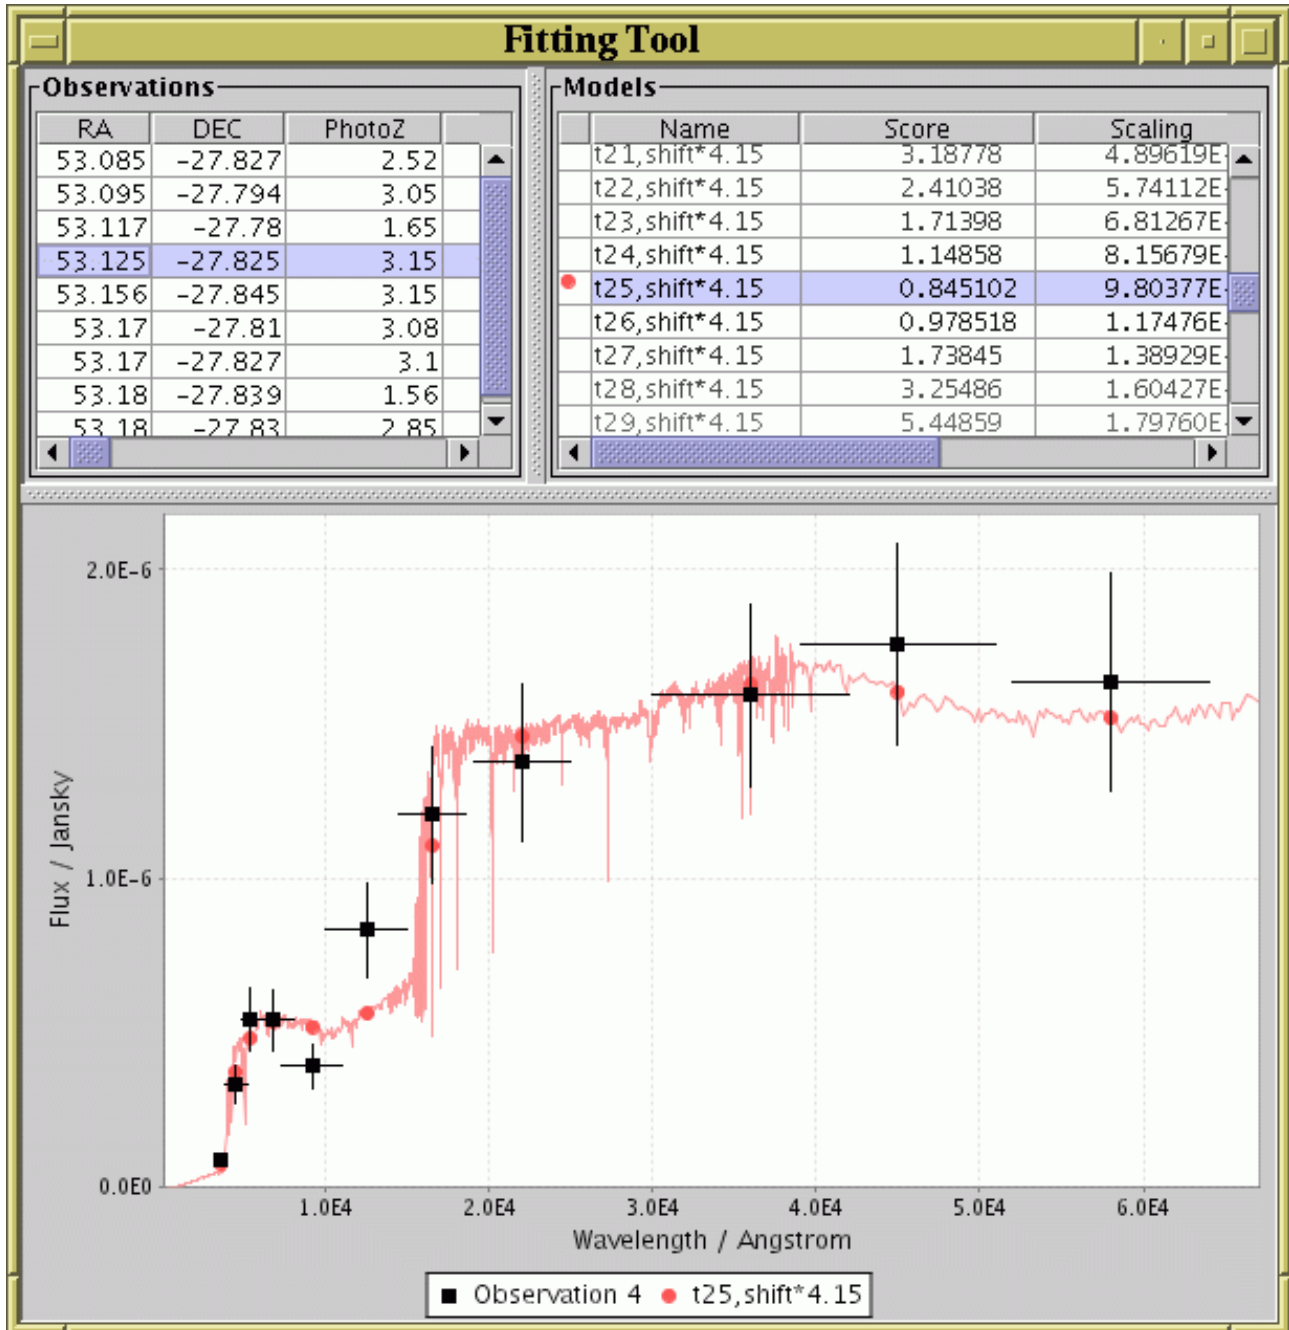 Fitting Tool
Observations
RA DEC PhotoZ
53.085 -27.827 2.52
53.095 -27.794 3.05
53.117 -27.78 1.65
53.125 -27.825 3.15
53.156 -27.845 3.15
53.17 -27.81 3.08
53.17 -27.827 3.1
53.18 -27.839 1.56
53.18 -27.83 2.85
Models
Name Score Scaling
t21,shift*4.15 3.18778 4.89619E-
t22,shift*4.15 2.41038 5.74112E-
t23,shift*4.15 1.71398 6.81267E-
t24,shift*4.15 1.14858 8.15679E-
t25,shift*4.15 0.845102 9.80377E-
t26,shift*4.15 0.978518 1.17476E-
t27,shift*4.15 1.73845 1.38929E-
t28,shift*4.15 3.25486 1.60427E-
t29,shift*4.15 5.44859 1.79760E-
Flux / Jansky
2.0E-6
1.0E-6
0.0E0
1.0E4 2.0E4 3.0E4 4.0E4 5.0E4 6.0E4
Wavelength / Angstrom
Observation 4 t25,shift*4.15